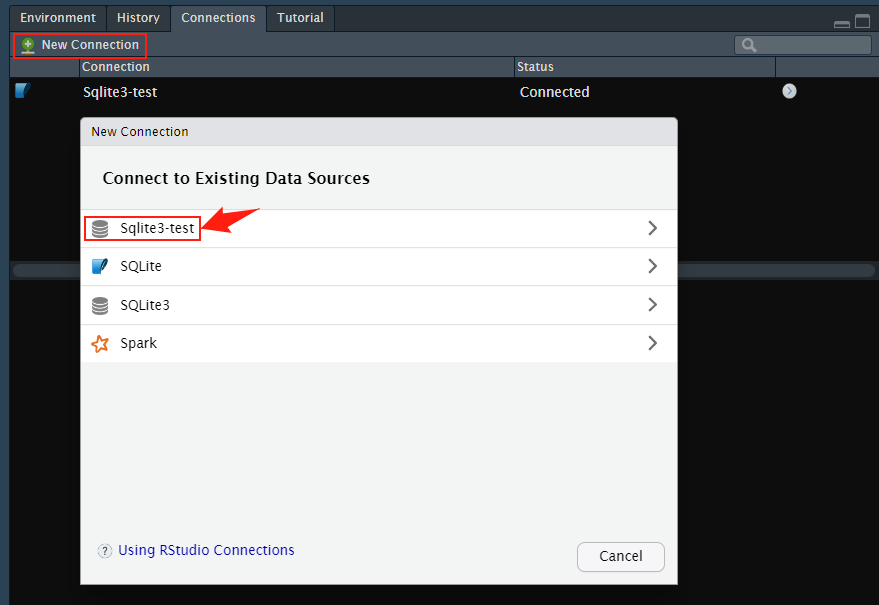 Environment History Connections Tutorial
New Connection
Connection Status
Sqlite3-test Connected
New Connection
Connect to Existing Data Sources
Sqlite3-test
SQLite
SQLite3
Spark
? Using RStudio Connections
Cancel